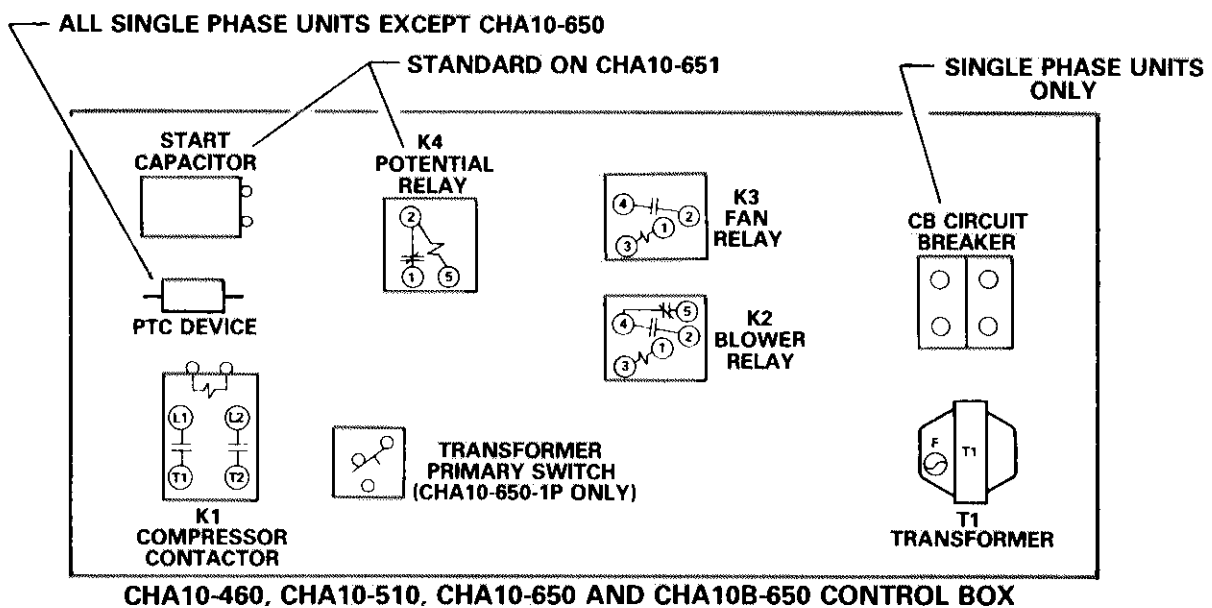 ALL SINGLE PHASE UNITS EXCEPT CHA10-650
STANDARD ON CHA10-651
SINGLE PHASE UNITS
ONLY
START
CAPACITOR
K4
POTENTIAL
RELAY
2
1
5
K3
FAN
RELAY
4
2
1
3
CB CIRCUIT
BREAKER
PTC DEVICE
K2
BLOWER
RELAY
5
4
2
1
3
L1
L2
T1
T2
K1
COMPRESSOR
CONTACTOR
TRANSFORMER
PRIMARY SWITCH
(CHA10-650-1P ONLY)
F
T1
T1
TRANSFORMER
CHA10-460, CHA10-510, CHA10-650 AND CHA10B-650 CONTROL BOX